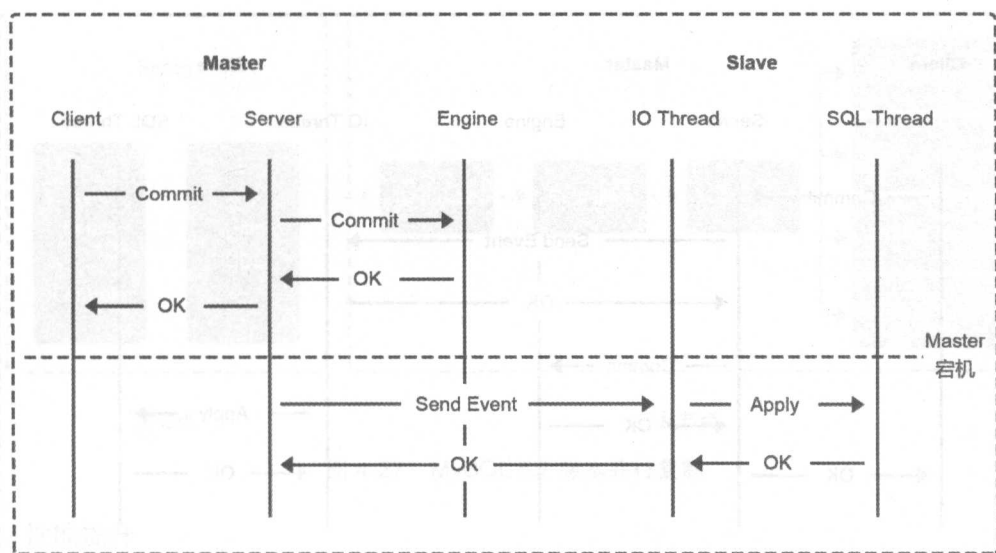 Master Slave
Client Server Engine IO Thread SQL Thread
Commit
Commit
OK
OK
Master
宕机
Send Event Apply
OK OK